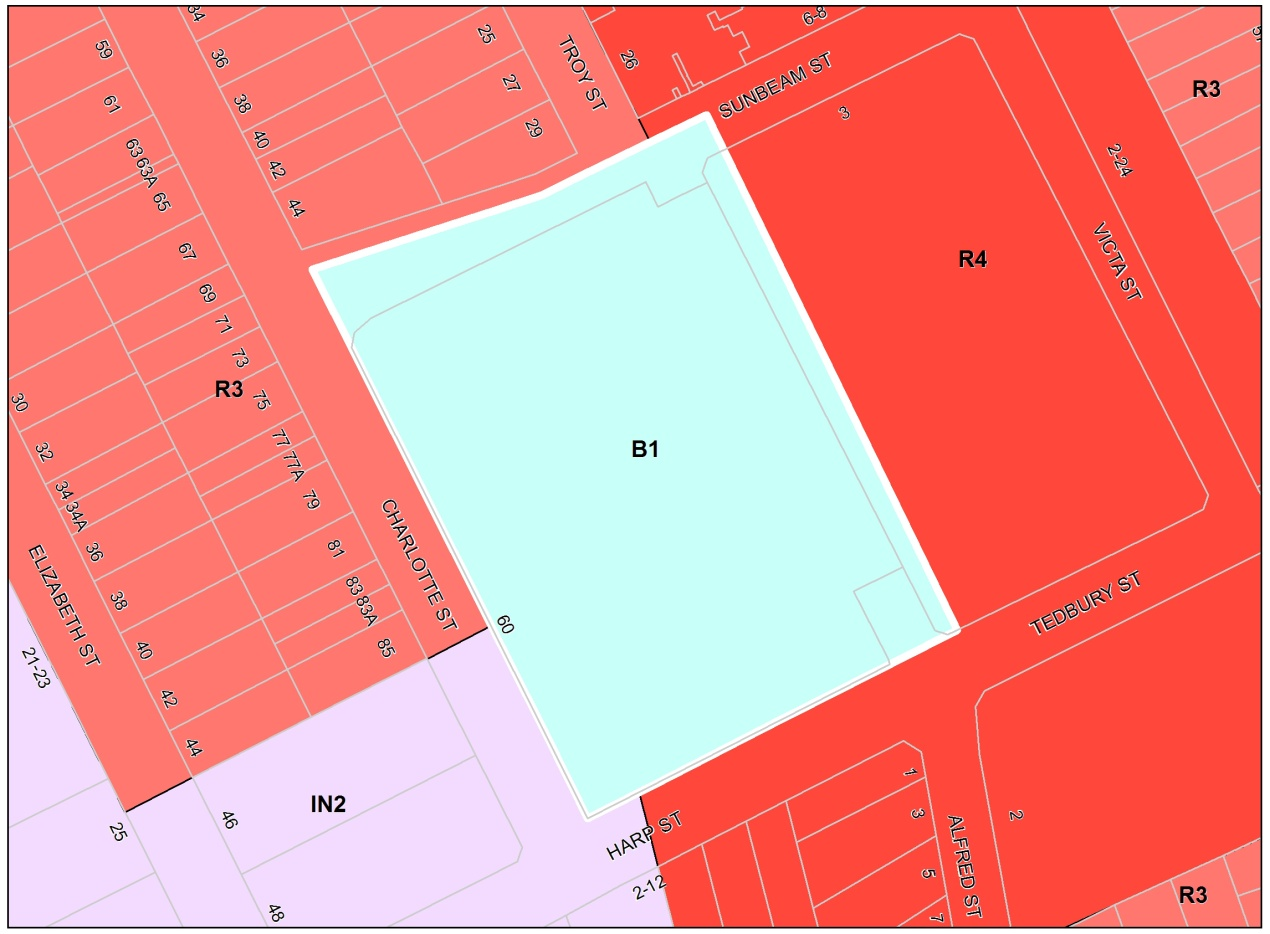 59
61
63
63A
65
67
69
71
73
75
77
77A
79
81
83
83A
85
34
36
38
40
42
44
25
27
29
TROY ST
26
6-8
SUNBEAM ST
3
R3
2-24
VICTA ST
R4
R3
B1
30
32
34
34A
36
38
40
42
44
ELIZABETH ST
CHARLOTTE ST
60
21-23
25
46
48
IN2
HARP ST
2-12
TEDBURY ST
1
3
5
7
ALFRED ST
2
R3